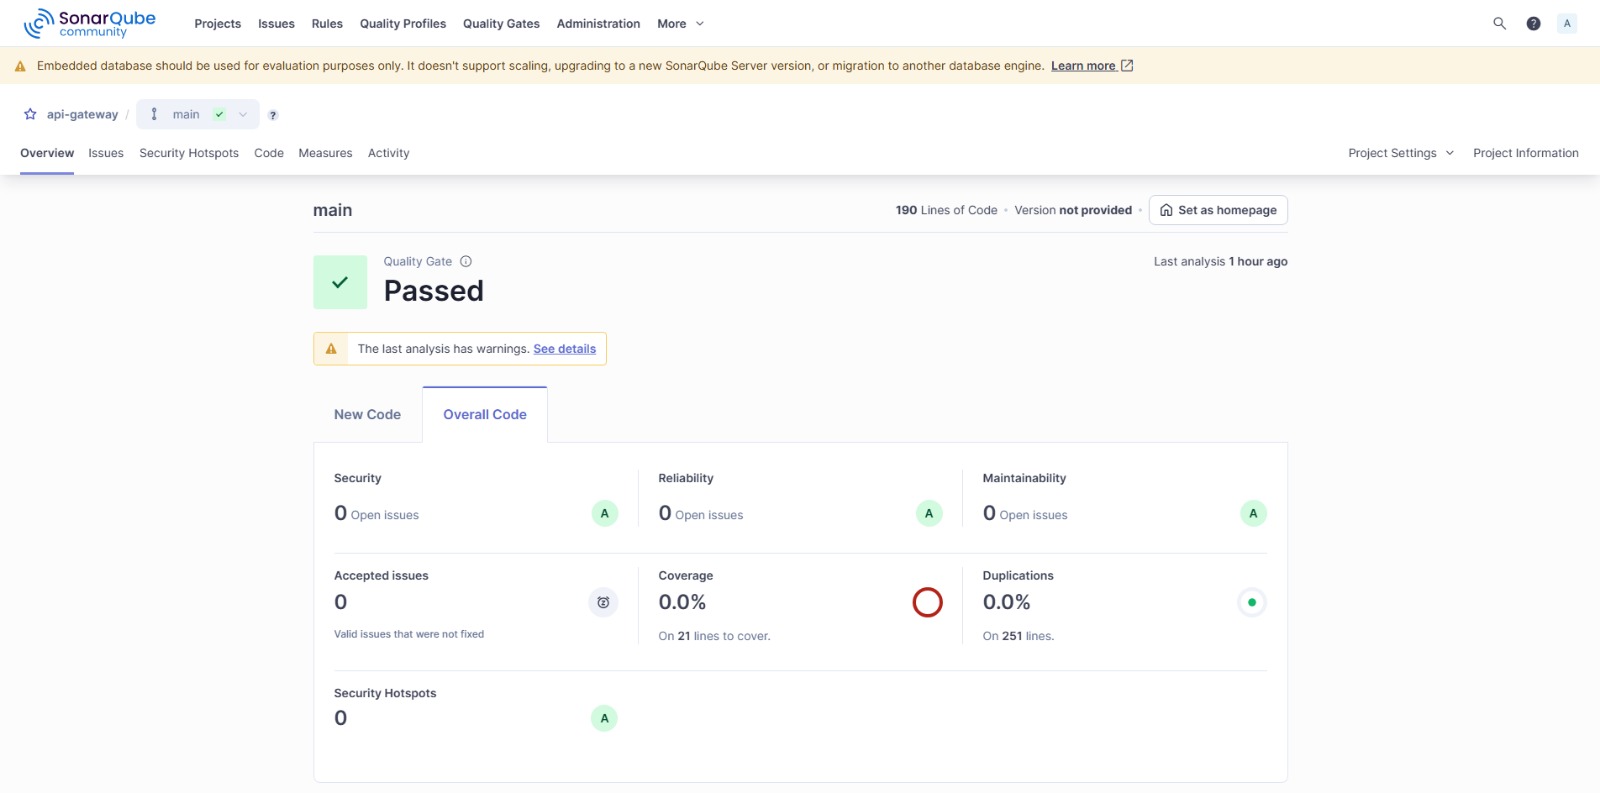 SonarQube community
Projects Issues Rules Quality Profiles Quality Gates Administration More ? A
Embedded database should be used for evaluation purposes only. It doesn't support scaling, upgrading to a new SonarQube Server version, or migration to another database engine. Learn more
api-gateway / main ?
Overview Issues Security Hotspots Code Measures Activity Project Settings Project Information
main 190 Lines of Code • Version not provided • Set as homepage
Quality Gate Last analysis 1 hour ago
Passed
The last analysis has warnings. See details
New Code Overall Code
Security Reliability Maintainability
0 Open issues A 0 Open issues A 0 Open issues A
Accepted issues Coverage Duplications
0 0.0% 0.0%
Valid issues that were not fixed On 21 lines to cover. On 251 lines.
Security Hotspots
0 A